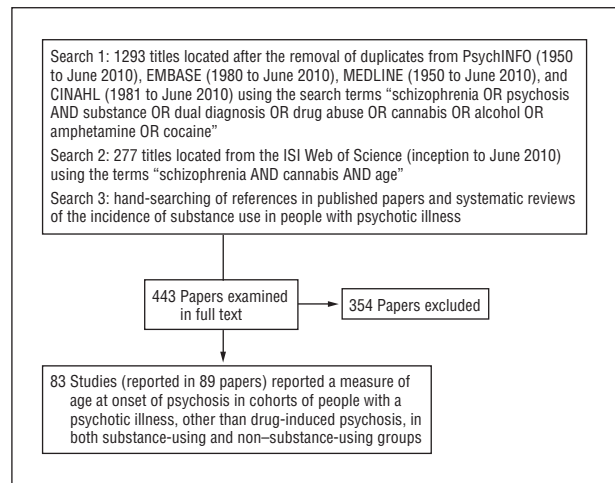 Search 1: 1293 titles located after the removal of duplicates from PsychINFO (1950
to June 2010), EMBASE (1980 to June 2010), MEDLINE (1950 to June 2010), and
CINAHL (1981 to June 2010) using the search terms “schizophrenia OR psychosis
AND substance OR dual diagnosis OR drug abuse OR cannabis OR alcohol OR
amphetamine OR cocaine”
Search 2: 277 titles located from the ISI Web of Science (inception to June 2010)
using the terms “schizophrenia AND cannabis AND age”
Search 3: hand-searching of references in published papers and systematic reviews
of the incidence of substance use in people with psychotic illness
443 Papers examined
in full text
354 Papers excluded
83 Studies (reported in 89 papers) reported a measure of
age at onset of psychosis in cohorts of people with a
psychotic illness, other than drug-induced psychosis, in
both substance-using and non–substance-using groups